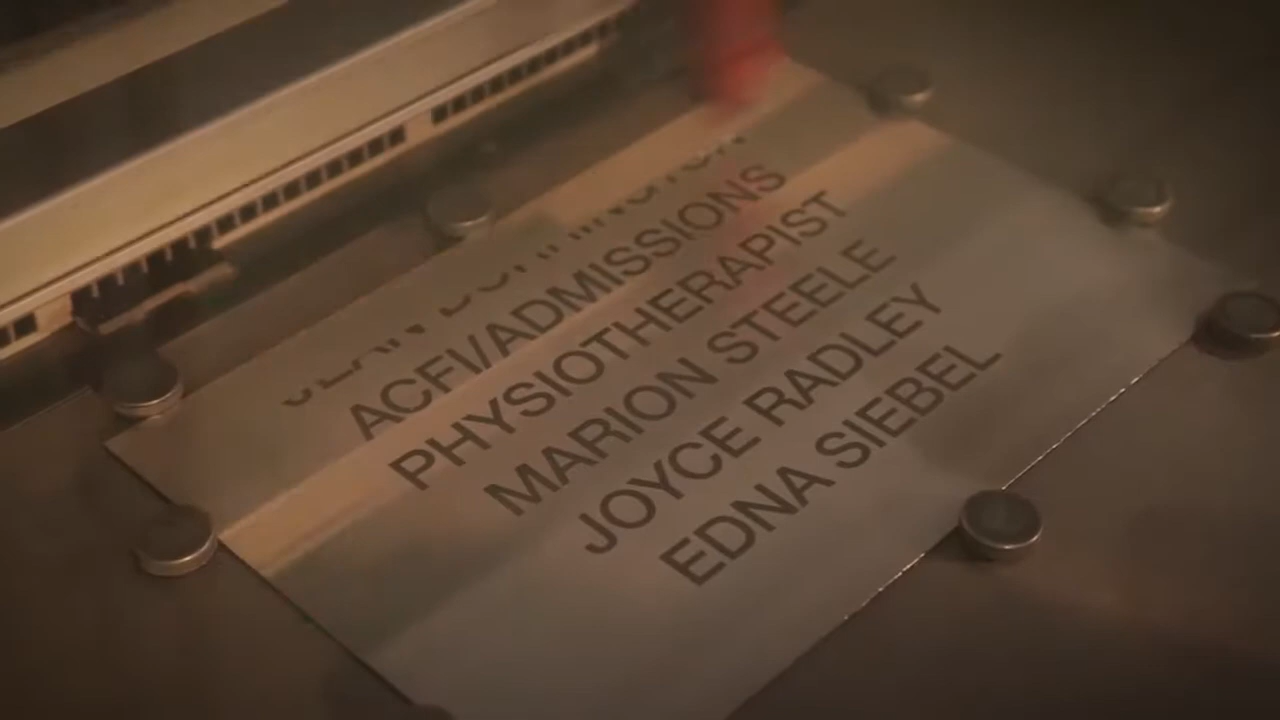 ACFI/ADMISSIONS
PHYSIOTHERAPIST
MARION STEELE
JOYCE RADLEY
EDNA SIEBEL